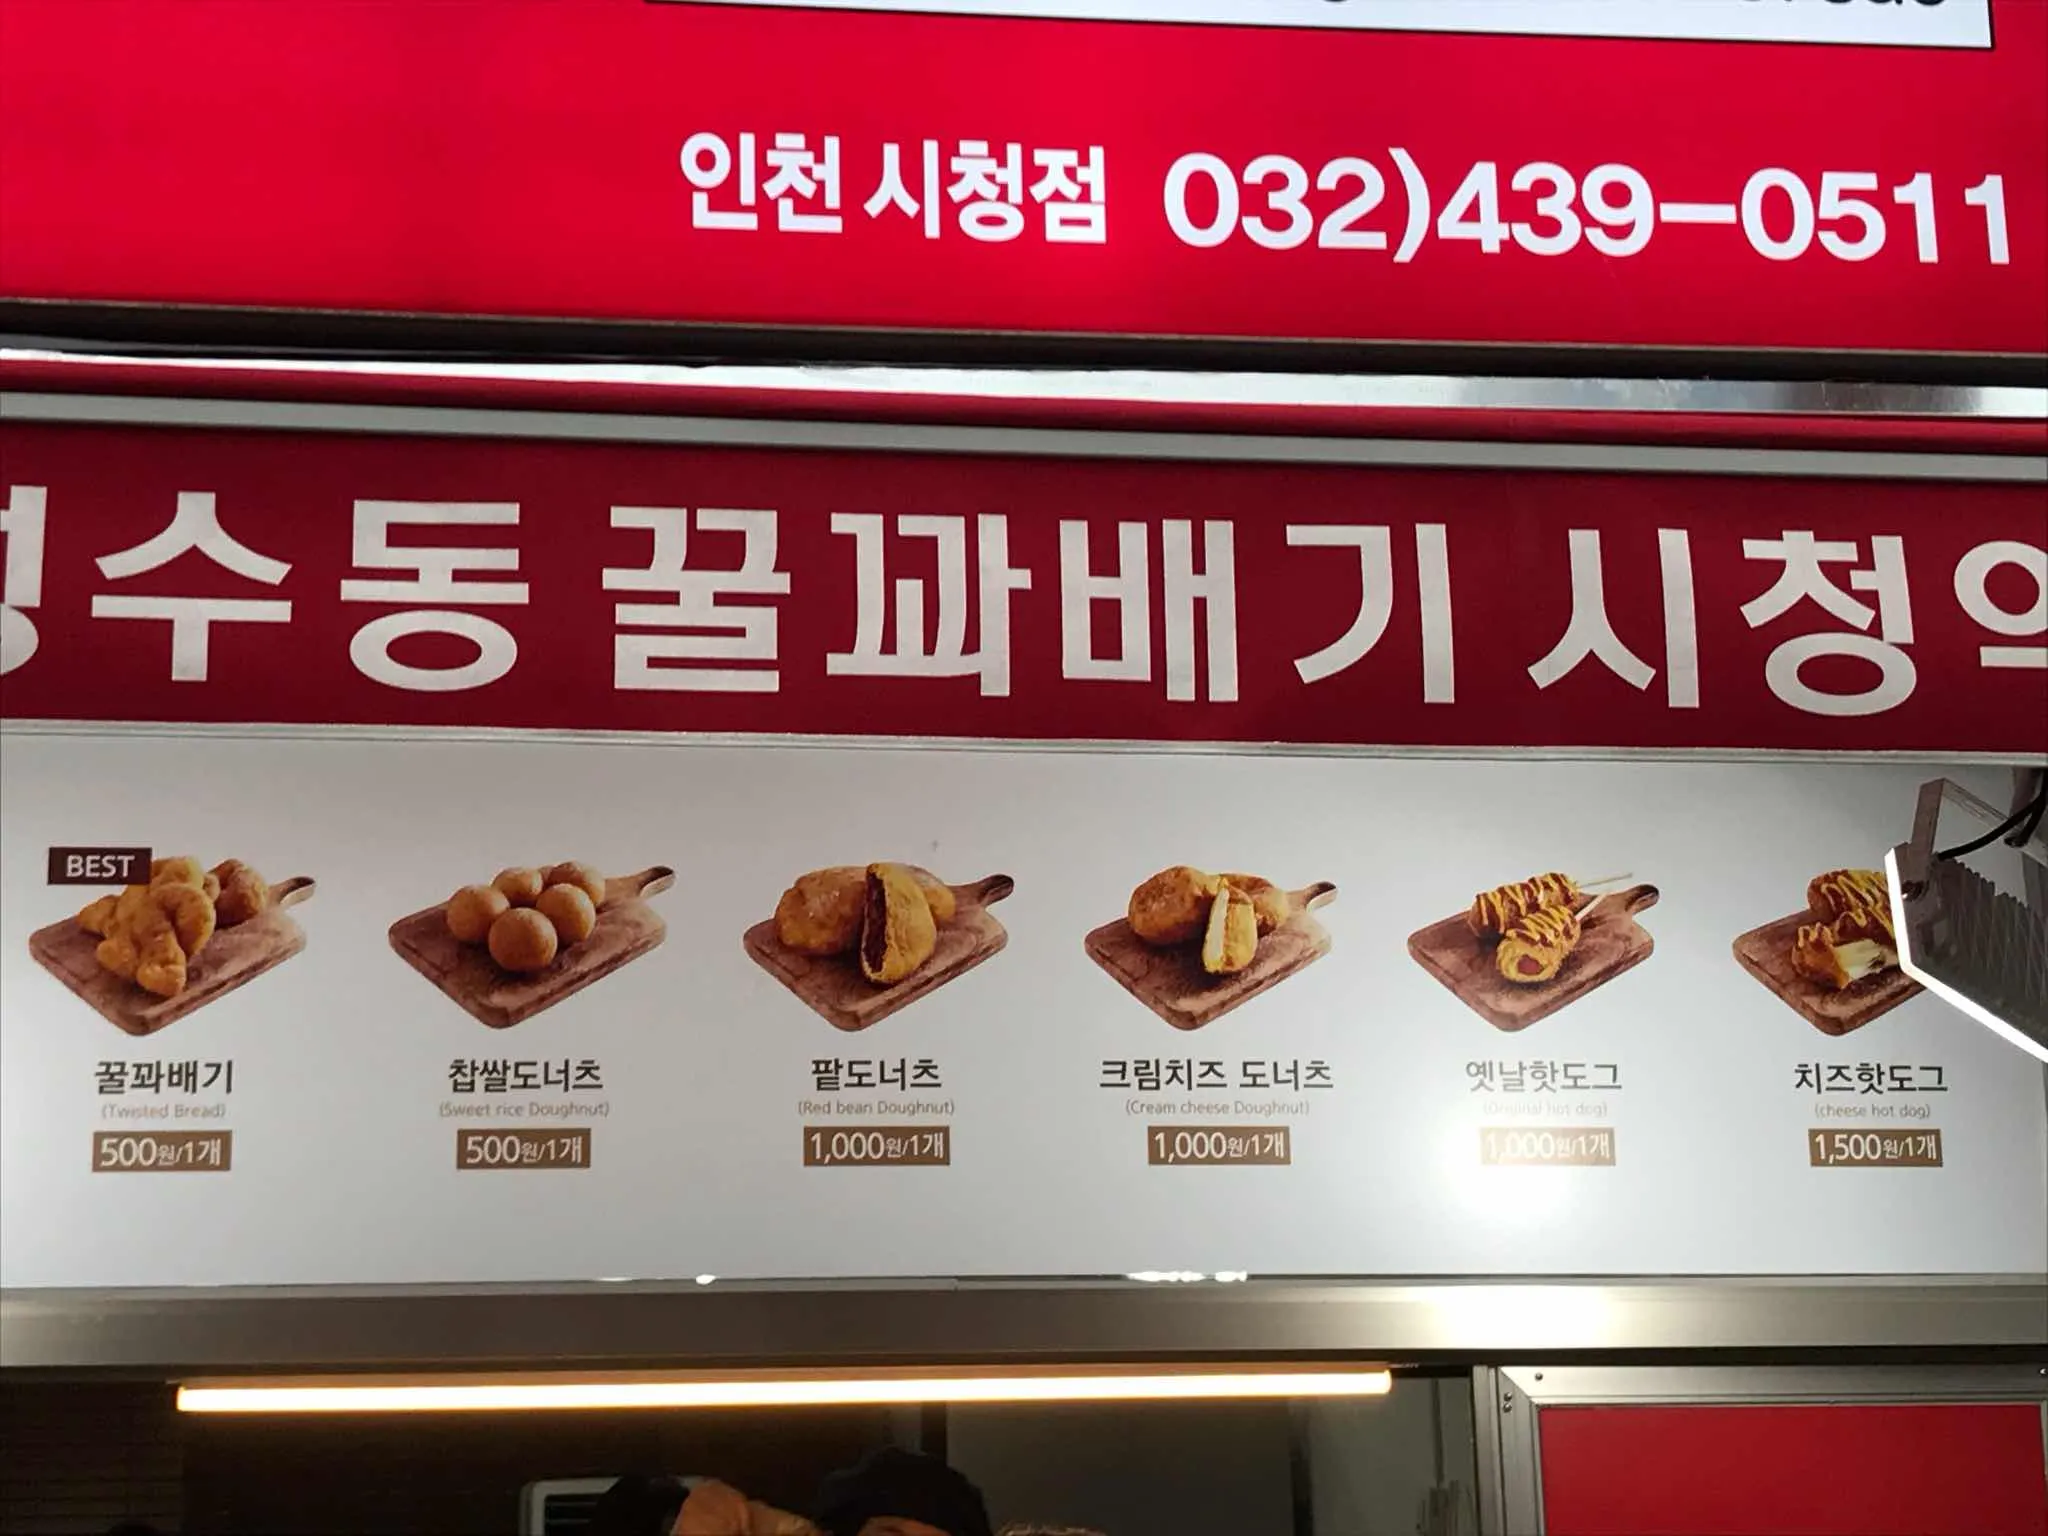 인천 시청점 032)439-0511
수동 꿀꽈배기 시청
BEST
꿀꽈배기
(Twisted Bread)
500원/1개
찹쌀도너츠
(Sweet rice Doughnut)
500원/1개
팥도너츠
(Red bean Doughnut)
1,000원/1개
크림치즈 도너츠
(Cream cheese Doughnut)
1,000원/1개
옛날핫도그
(Original hot dog)
1,000원/1개
치즈핫도그
(cheese hot dog)
1,500원/1개